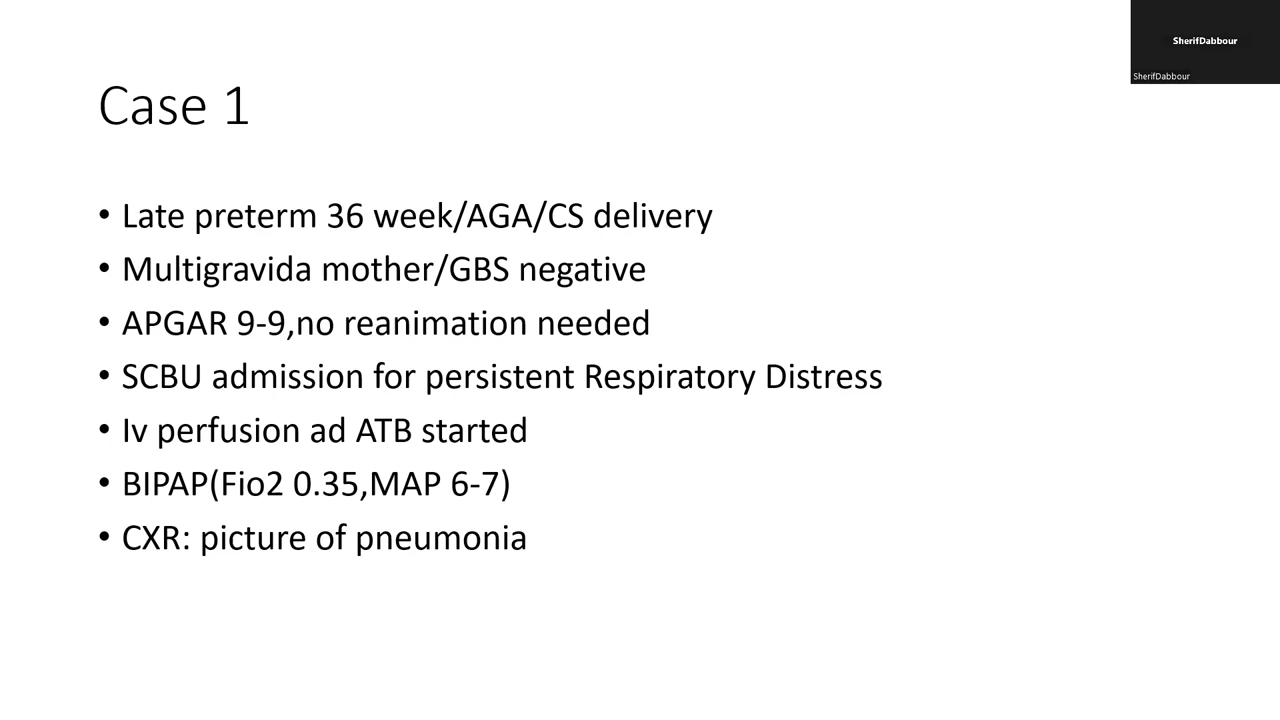 SherifDabbour
SherifDabbour
Case 1
• Late preterm 36 week/AGA/CS delivery
• Multigravida mother/GBS negative
• APGAR 9-9,no reanimation needed
• SCBU admission for persistent Respiratory Distress
• Iv perfusion ad ATB started
• BIPAP(Fio2 0.35,MAP 6-7)
• CXR: picture of pneumonia